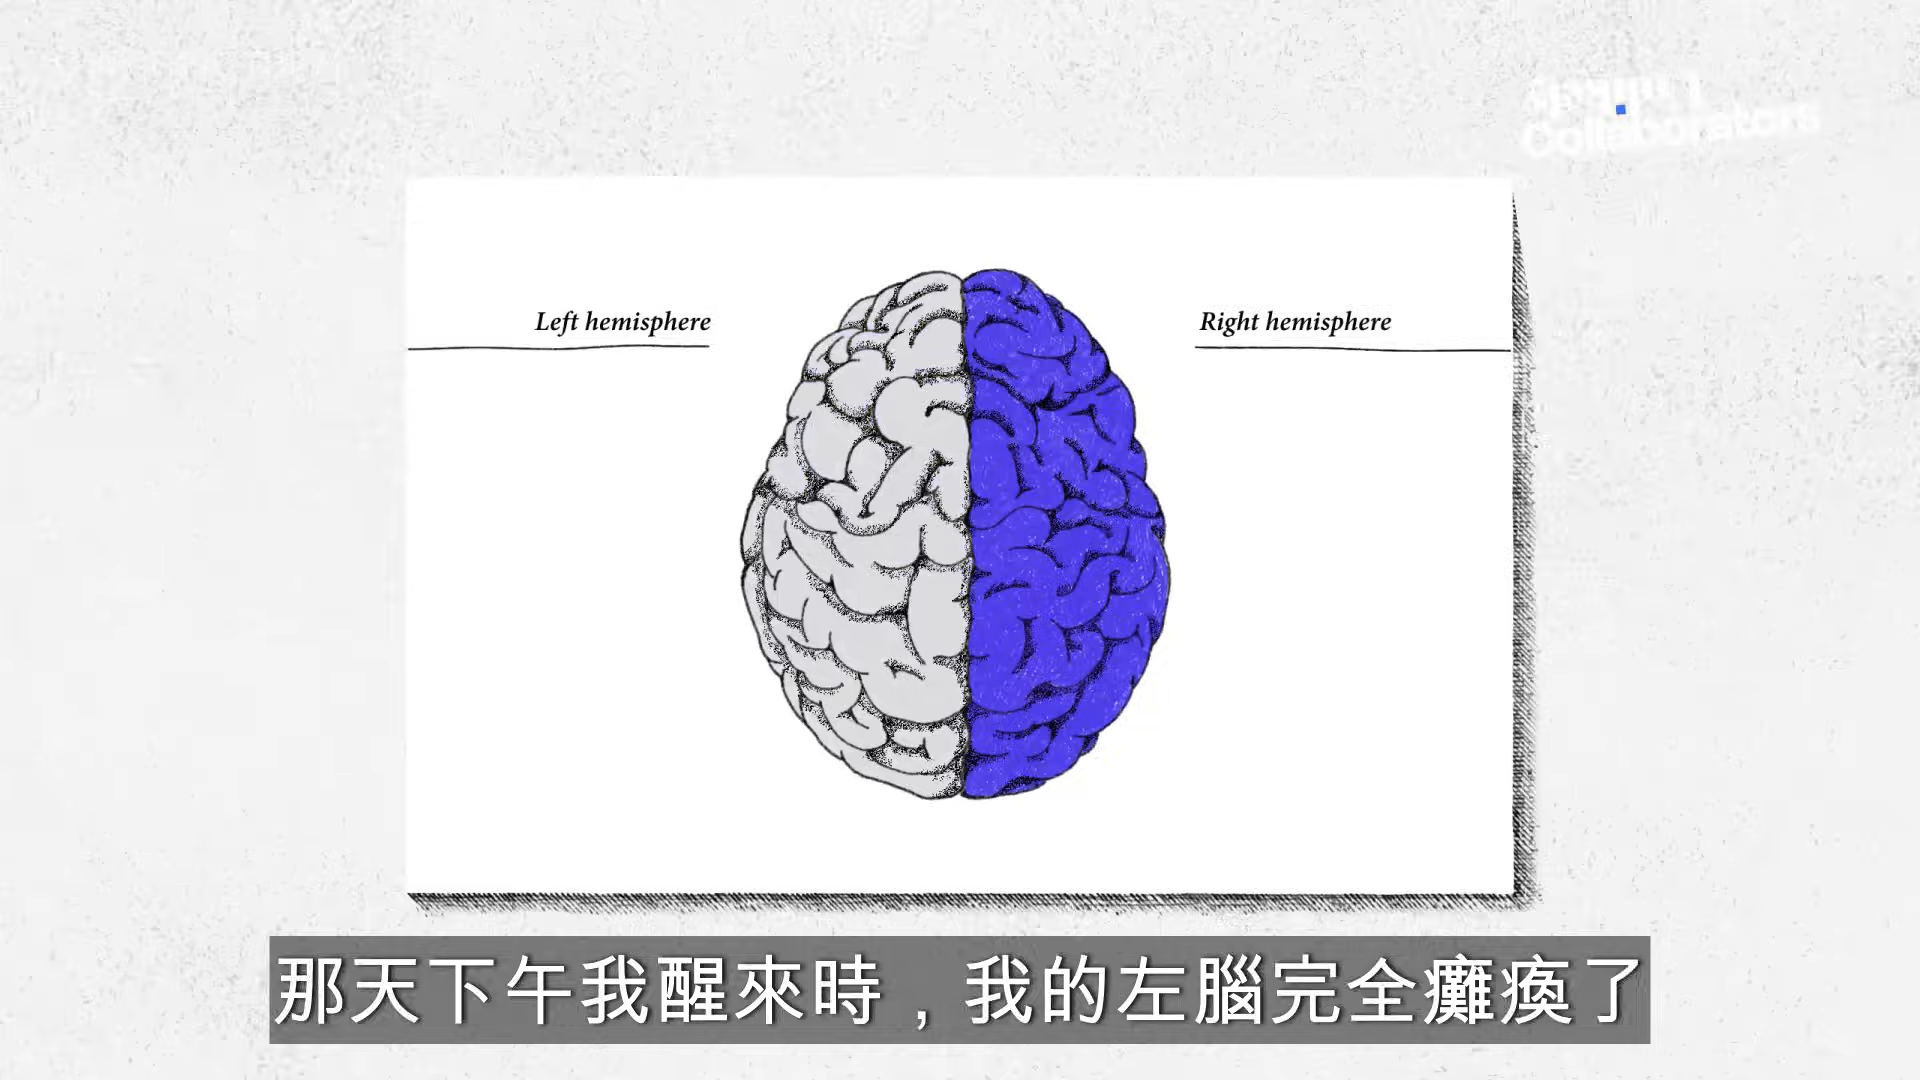 Collaborators
Left hemisphere
Right hemisphere
那天下午我醒來時，我的左腦完全癱瘓了